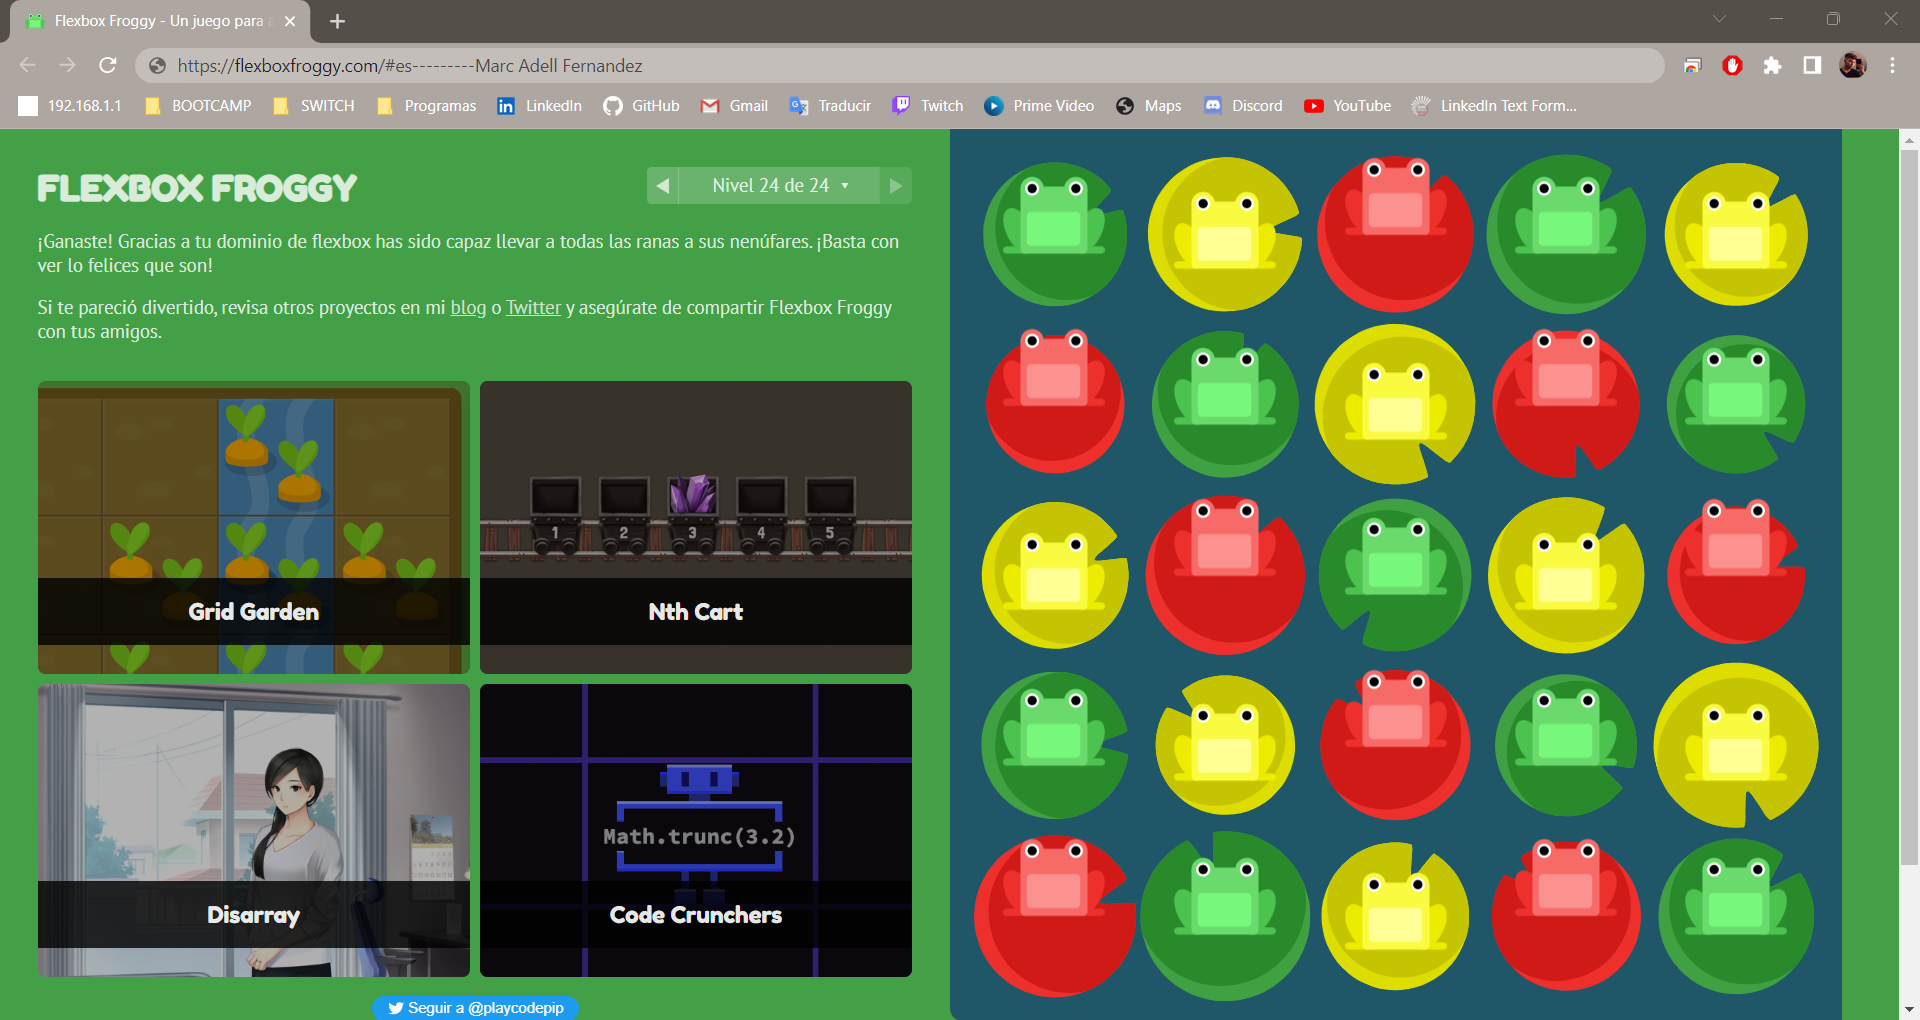 Flexbox Froggy - Un juego para a
https://flexboxfroggy.com/#es---------Marc Adell Fernandez
192.168.1.1 BOOTCAMP SWITCH Programas LinkedIn GitHub Gmail Traducir Twitch Prime Video Maps Discord YouTube LinkedIn Text Form...
FLEXBOX FROGGY
Nivel 24 de 24
¡Ganaste! Gracias a tu dominio de flexbox has sido capaz llevar a todas las ranas a sus nenúfares. ¡Basta con
ver lo felices que son!
Si te pareció divertido, revisa otros proyectos en mi blog o Twitter y asegúrate de compartir Flexbox Froggy
con tus amigos.
1 2 3 4 5
Grid Garden
Nth Cart
Math.trunc(3.2)
Disarray
Code Crunchers
Seguir a @playcodepip